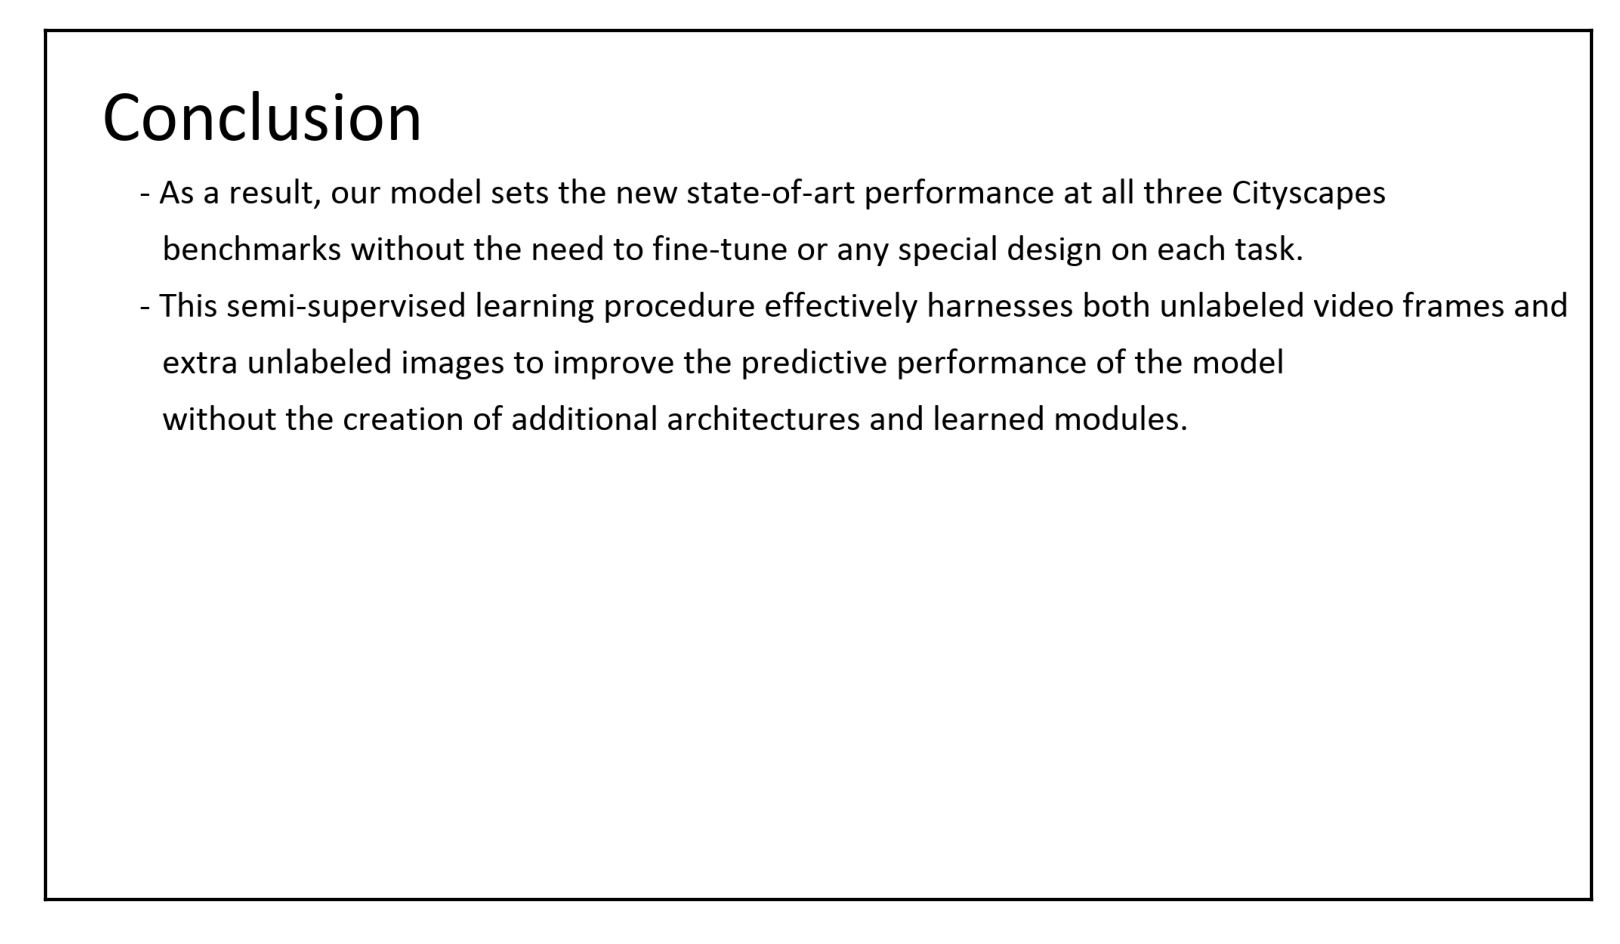 Conclusion
- As a result, our model sets the new state-of-art performance at all three Cityscapes
benchmarks without the need to fine-tune or any special design on each task.
- This semi-supervised learning procedure effectively harnesses both unlabeled video frames and
extra unlabeled images to improve the predictive performance of the model
without the creation of additional architectures and learned modules.